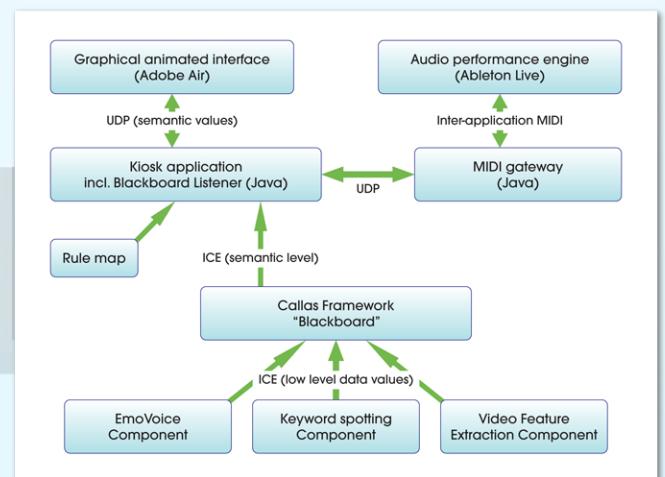 Graphical animated interface
(Adobe Air)
Audio performance engine
(Ableton Live)
UDP (semantic values)
Inter-application MIDI
Kiosk application
incl. Blackboard Listener (Java)
MIDI gateway
(Java)
UDP
Rule map
ICE (semantic level)
Callas Framework
“Blackboard”
ICE (low level data values)
EmoVoice
Component
Keyword spotting
Component
Video Feature
Extraction Component